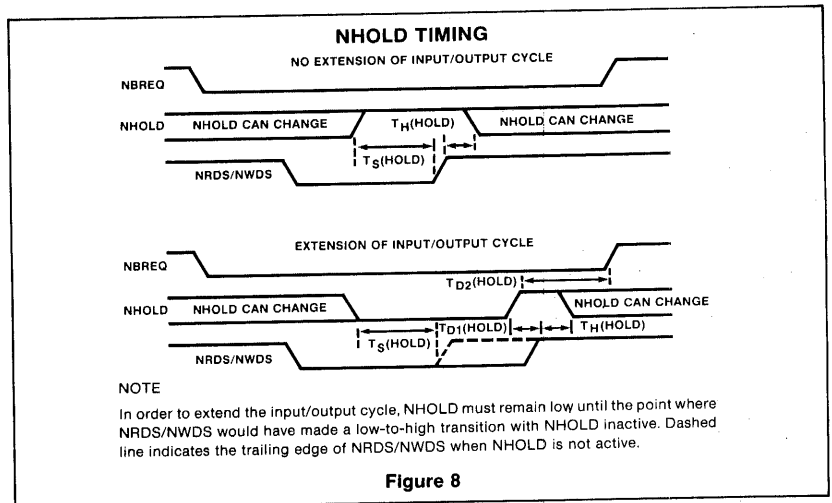 NHOLD TIMING
NO EXTENSION OF INPUT/OUTPUT CYCLE
NBREQ
NHOLD
NHOLD CAN CHANGE
TH(HOLD)
NHOLD CAN CHANGE
TS(HOLD)
NRDS/NWDS
EXTENSION OF INPUT/OUTPUT CYCLE
NBREQ
TD2(HOLD)
NHOLD
NHOLD CAN CHANGE
NHOLD CAN CHANGE
TD1(HOLD)
TH(HOLD)
TS(HOLD)
NRDS/NWDS
NOTE
In order to extend the input/output cycle, NHOLD must remain low until the point where
NRDS/NWDS would have made a low-to-high transition with NHOLD inactive. Dashed
line indicates the trailing edge of NRDS/NWDS when NHOLD is not active.
Figure 8